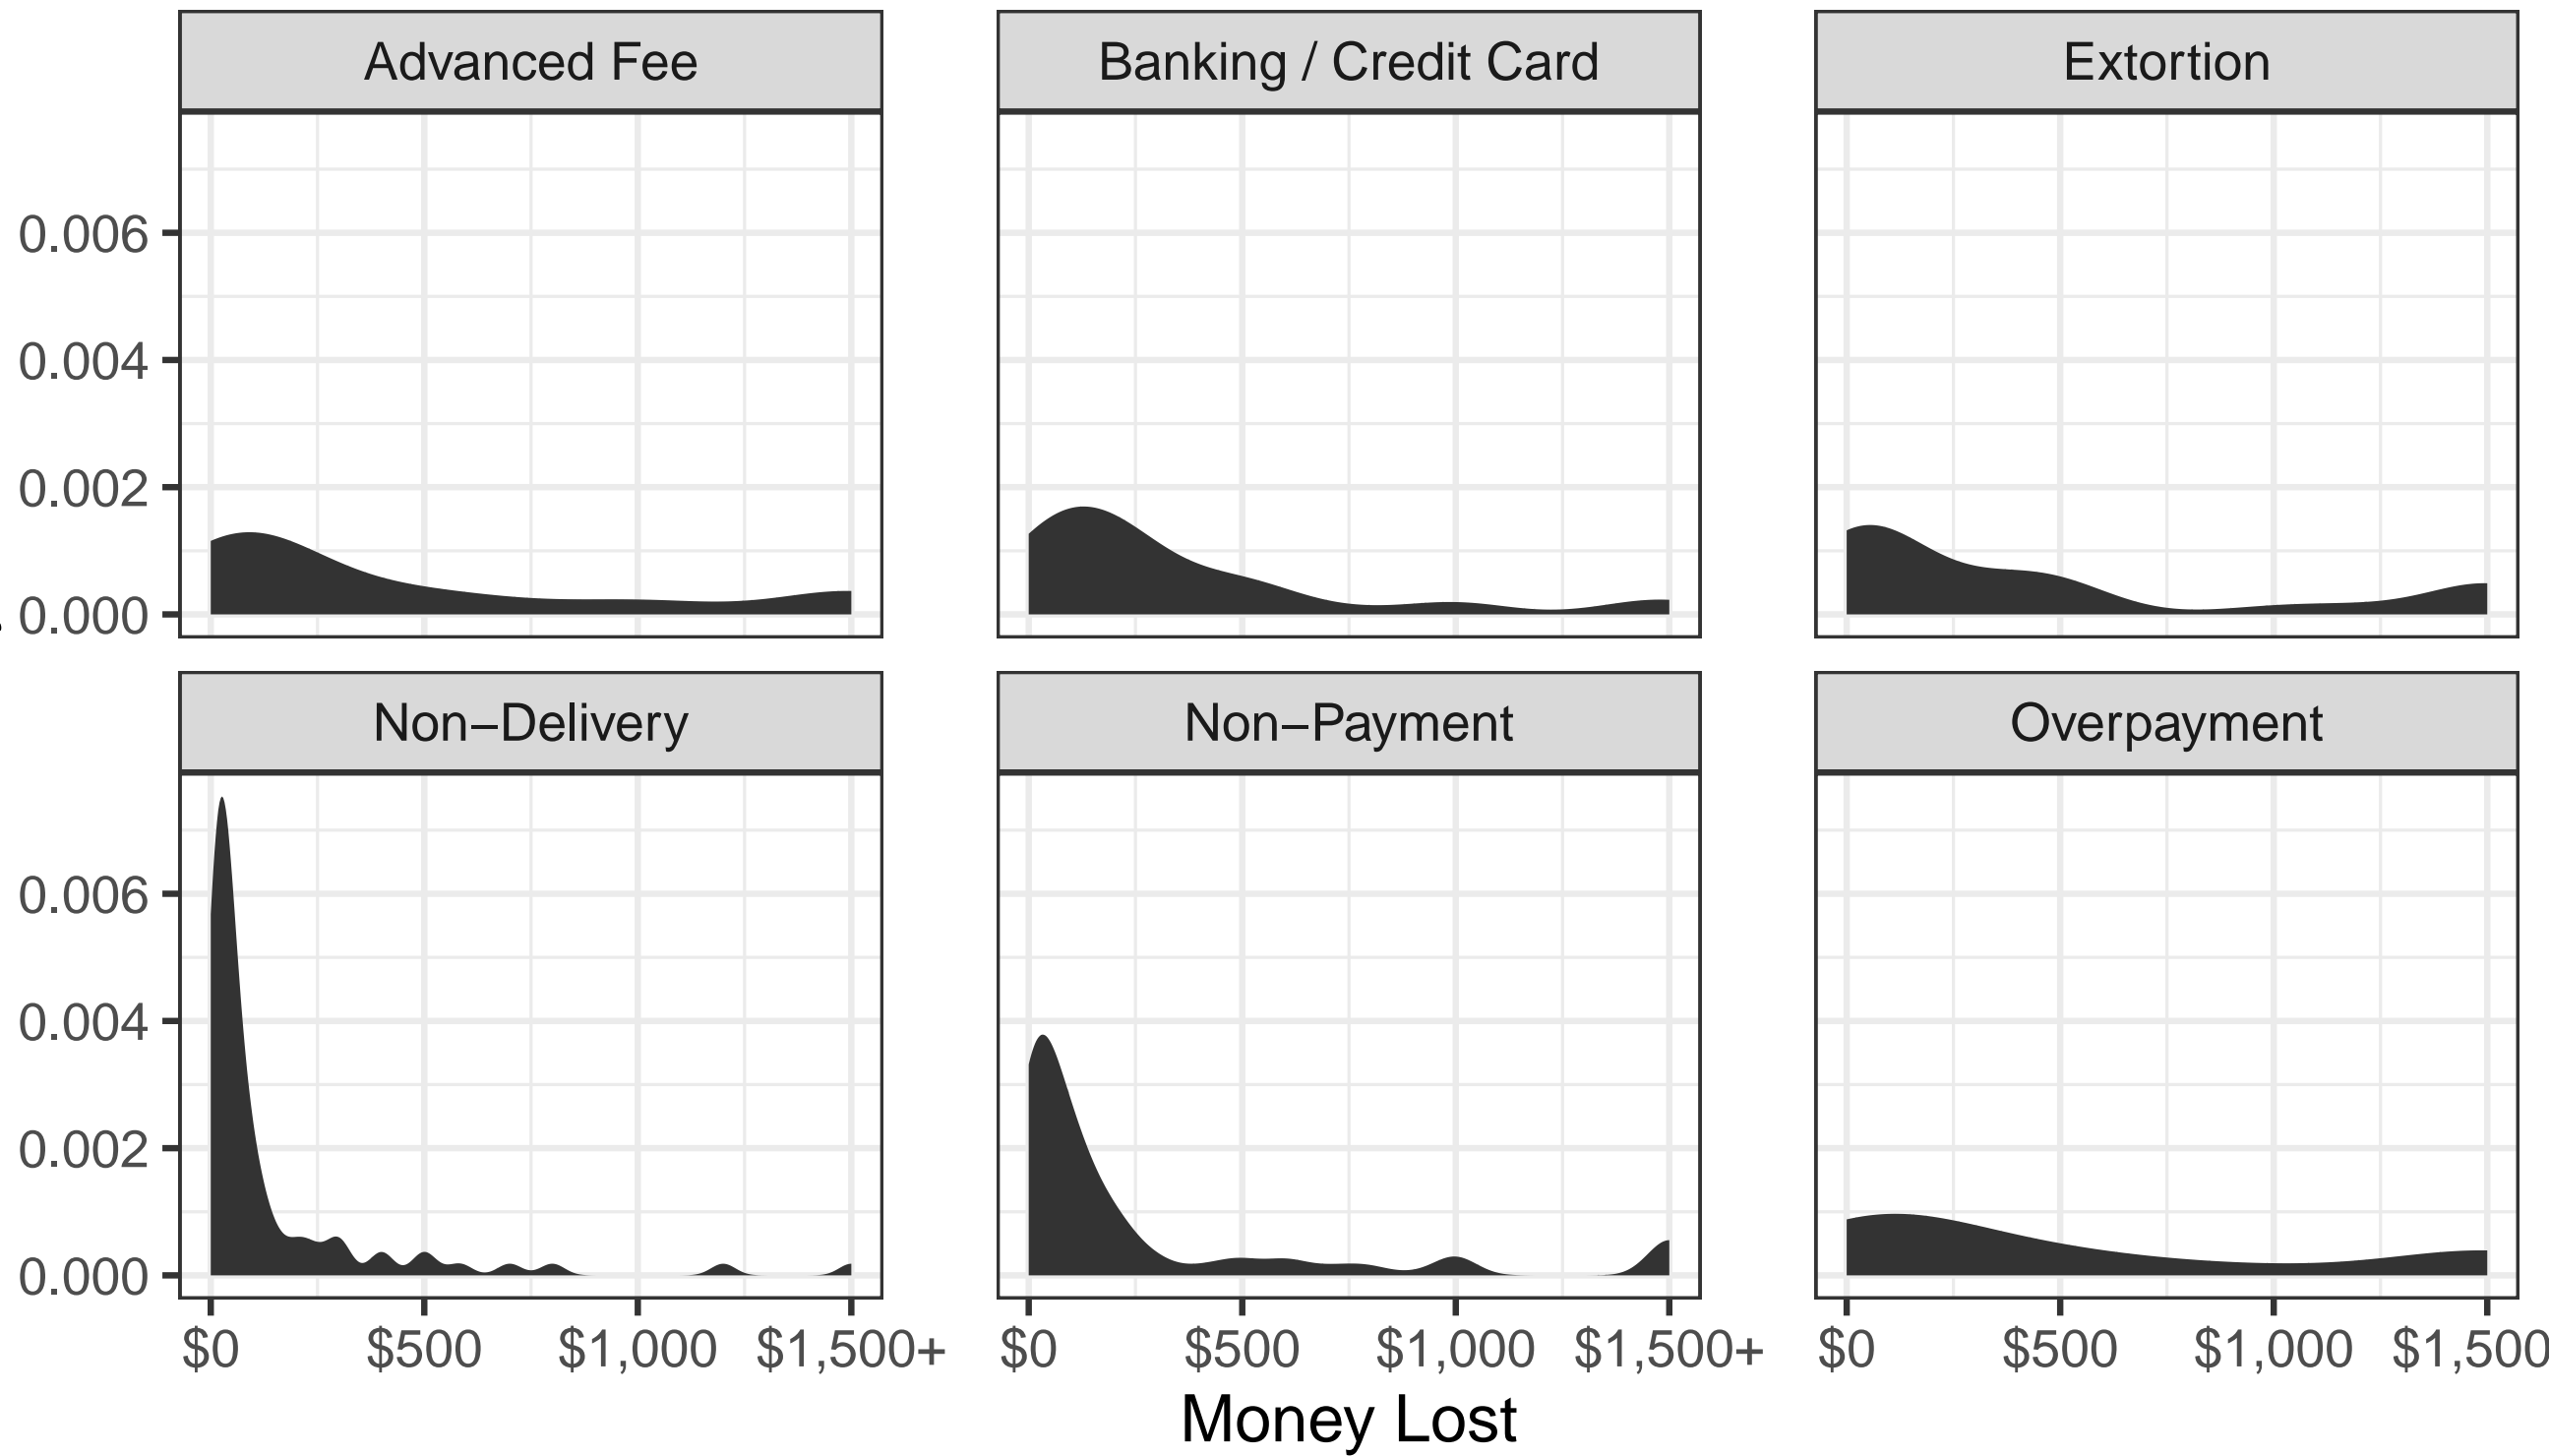 Advanced Fee
Banking / Credit Card
Extortion
0.006
0.004
0.002
0.000
Non−Delivery
Non−Payment
Overpayment
0.006
0.004
0.002
0.000
$0 $500 $1,000 $1,500+
$0 $500 $1,000 $1,500+
$0 $500 $1,000 $1,500
Money Lost